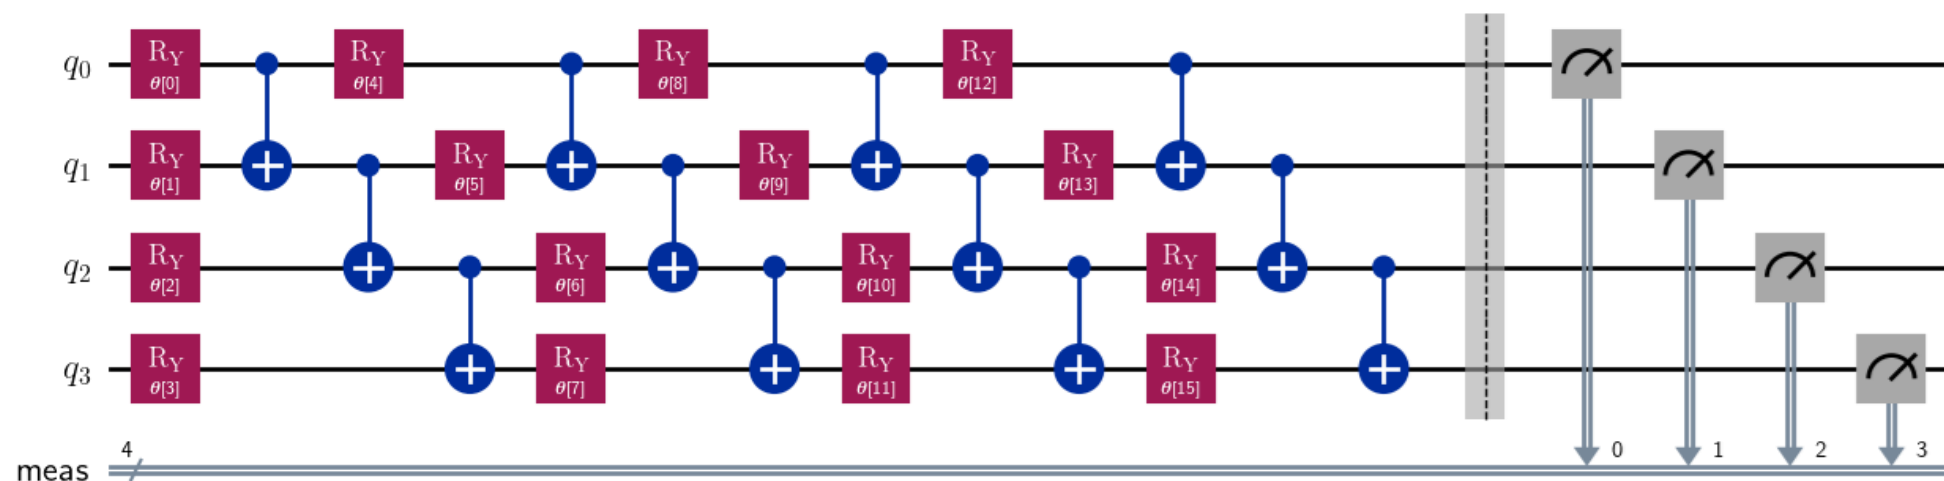 q0 RY θ[0] RY θ[4] RY θ[8] RY θ[12]
q1 RY θ[1] RY θ[5] RY θ[9] RY θ[13]
q2 RY θ[2] RY θ[6] RY θ[10] RY θ[14]
q3 RY θ[3] RY θ[7] RY θ[11] RY θ[15]
4 0 1 2 3
meas